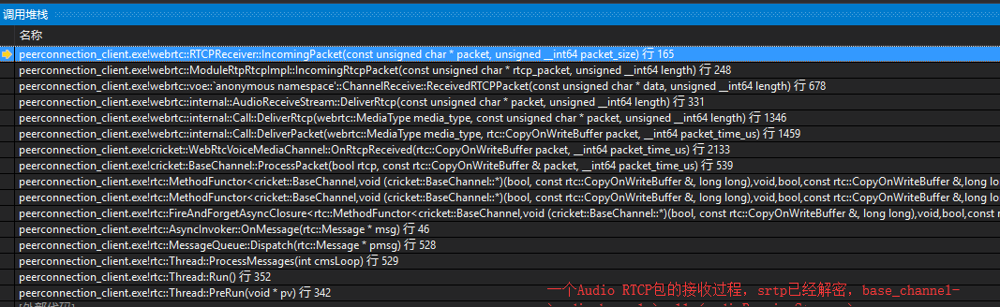 调用堆栈
名称
peerconnection_client.exe!webrtc::RTCPReceiver::IncomingPacket(const unsigned char * packet, unsigned __int64 packet_size) 行 165
peerconnection_client.exe!webrtc::ModuleRtpRtcpImpl::IncomingRtcpPacket(const unsigned char * rtcp_packet, unsigned __int64 length) 行 248
peerconnection_client.exe!webrtc::voe::`anonymous namespace'::ChannelReceive::ReceivedRTCPPacket(const unsigned char * data, unsigned __int64 length) 行 678
peerconnection_client.exe!webrtc::internal::AudioReceiveStream::DeliverRtcp(const unsigned char * packet, unsigned __int64 length) 行 331
peerconnection_client.exe!webrtc::internal::Call::DeliverRtcp(webrtc::MediaType media_type, const unsigned char * packet, unsigned __int64 length) 行 1346
peerconnection_client.exe!webrtc::internal::Call::DeliverPacket(webrtc::MediaType media_type, rtc::CopyOnWriteBuffer packet, __int64 packet_time_us) 行 1459
peerconnection_client.exe!cricket::WebRtcVoiceMediaChannel::OnRtcpReceived(rtc::CopyOnWriteBuffer packet, __int64 packet_time_us) 行 2133
peerconnection_client.exe!cricket::BaseChannel::ProcessPacket(bool rtcp, const rtc::CopyOnWriteBuffer & packet, __int64 packet_time_us) 行 539
peerconnection_client.exe!rtc::MethodFunctor<cricket::BaseChannel,void (cricket::BaseChannel::*)(bool, const rtc::CopyOnWriteBuffer &, long long),void,bool,const rtc::CopyOnWriteBuffer &,long long
peerconnection_client.exe!rtc::MethodFunctor<cricket::BaseChannel,void (cricket::BaseChannel::*)(bool, const rtc::CopyOnWriteBuffer &, long long),void,bool,const rtc::CopyOnWriteBuffer &,long lon
peerconnection_client.exe!rtc::FireAndForgetAsyncClosure<rtc::MethodFunctor<cricket::BaseChannel,void (cricket::BaseChannel::*)(bool, const rtc::CopyOnWriteBuffer &, long long),void,bool,const r
peerconnection_client.exe!rtc::AsyncInvoker::OnMessage(rtc::Message * msg) 行 46
peerconnection_client.exe!rtc::MessageQueue::Dispatch(rtc::Message * pmsg) 行 528
peerconnection_client.exe!rtc::Thread::ProcessMessages(int cmsLoop) 行 529
peerconnection_client.exe!rtc::Thread::Run() 行 352
peerconnection_client.exe!rtc::Thread::PreRun(void * pv) 行 342
一个Audio RTCP包的接收过程，srtp已经解密，base_channel-